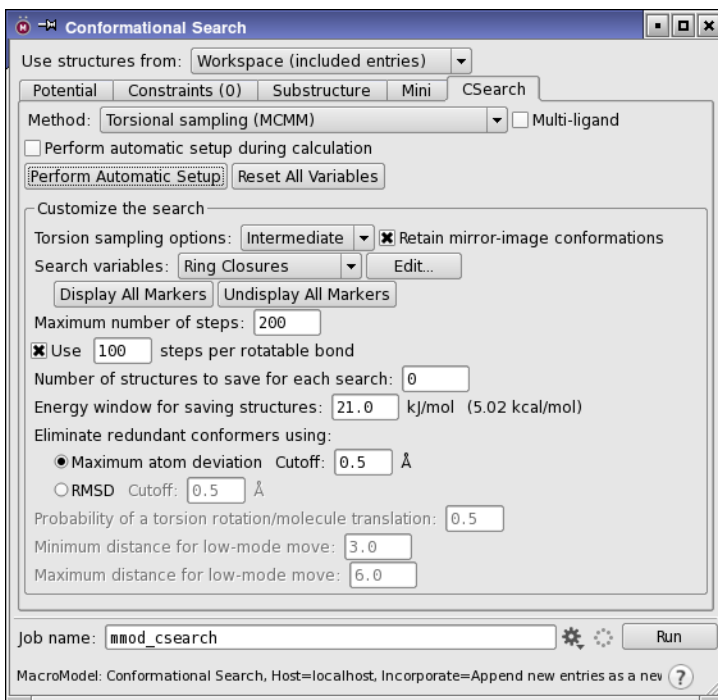 Conformational Search
Use structures from: Workspace (included entries)
Potential Constraints (0) Substructure Mini CSearch
Method: Torsional sampling (MCMM) Multi-ligand
Perform automatic setup during calculation
Perform Automatic Setup Reset All Variables
Customize the search
Torsion sampling options: Intermediate Retain mirror-image conformations
Search variables: Ring Closures Edit...
Display All Markers Undisplay All Markers
Maximum number of steps: 200
Use 100 steps per rotatable bond
Number of structures to save for each search: 0
Energy window for saving structures: 21.0 kJ/mol (5.02 kcal/mol)
Eliminate redundant conformers using:
Maximum atom deviation Cutoff: 0.5 Å
RMSD Cutoff: 0.5 Å
Probability of a torsion rotation/molecule translation: 0.5
Minimum distance for low-mode move: 3.0
Maximum distance for low-mode move: 6.0
Job name: mmod_csearch Run
MacroModel: Conformational Search, Host=localhost, Incorporate=Append new entries as a new ?